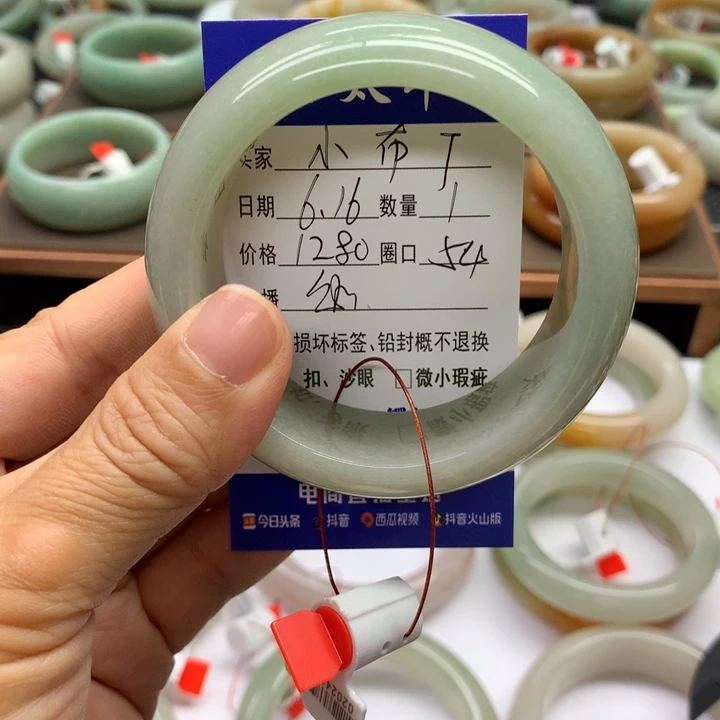 买家 小布丁
日期 6.16 数量 1
价格 1280 圈口 54
播
损坏标签、铅封概不退换
扣、沙眼 □微小瑕疵
今日头条 抖音 西瓜视频 抖音火山版